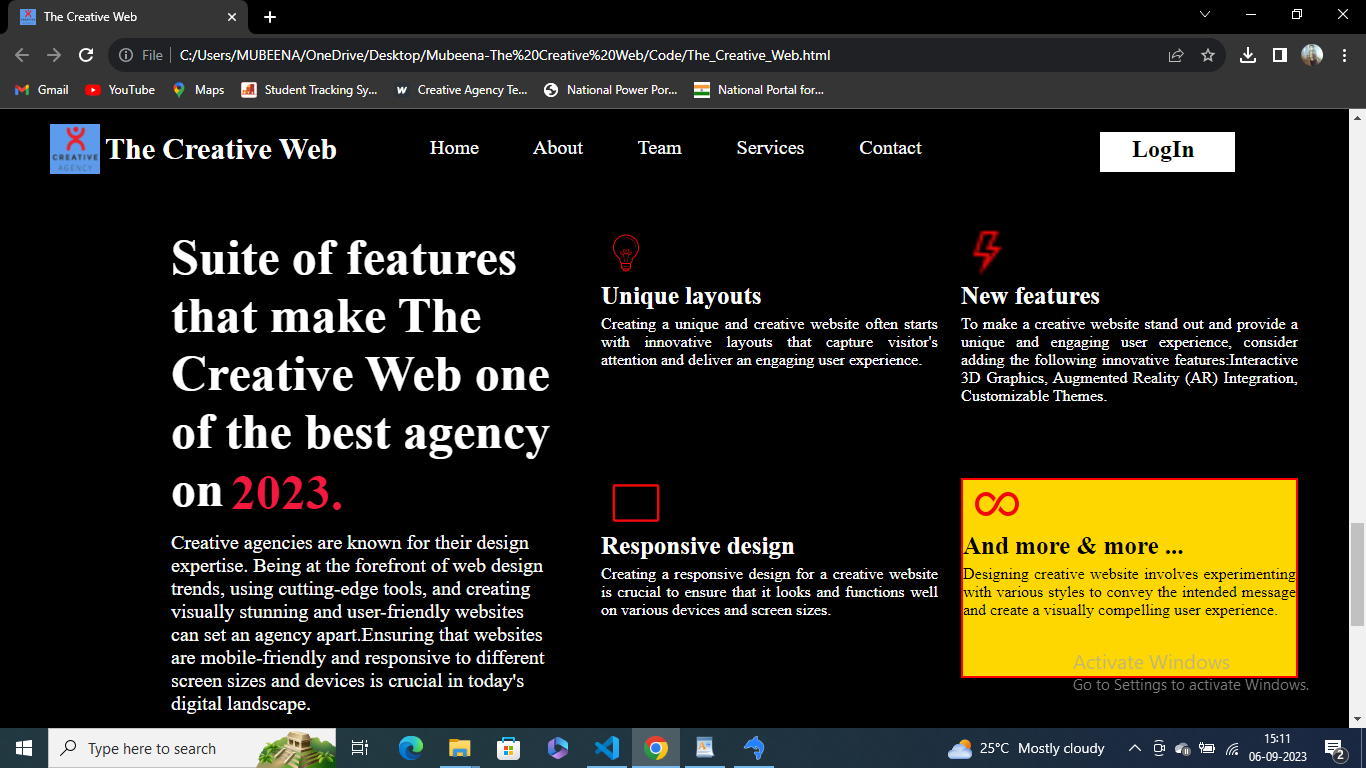 The Creative Web
File
C:/Users/MUBEENA/OneDrive/Desktop/Mubeena-The%20Creative%20Web/Code/The_Creative_Web.html
Gmail
YouTube
Maps
Student Tracking Sy...
Creative Agency Te...
National Power Por...
National Portal for...
CREATIVE
AGENCY
The Creative Web
Home
About
Team
Services
Contact
LogIn
Suite of features
that make The
Creative Web one
of the best agency
on 2023.
Creative agencies are known for their design
expertise. Being at the forefront of web design
trends, using cutting-edge tools, and creating
visually stunning and user-friendly websites
can set an agency apart.Ensuring that websites
are mobile-friendly and responsive to different
screen sizes and devices is crucial in today's
digital landscape.
Unique layouts
Creating a unique and creative website often starts
with innovative layouts that capture visitor's
attention and deliver an engaging user experience.
New features
To make a creative website stand out and provide a
unique and engaging user experience, consider
adding the following innovative features:Interactive
3D Graphics, Augmented Reality (AR) Integration,
Customizable Themes.
Responsive design
Creating a responsive design for a creative website
is crucial to ensure that it looks and functions well
on various devices and screen sizes.
And more & more ...
Designing creative website involves experimenting
with various styles to convey the intended message
and create a visually compelling user experience.
Activate Windows
Go to Settings to activate Windows.
Type here to search
25°C Mostly cloudy
15:11
06-09-2023
2